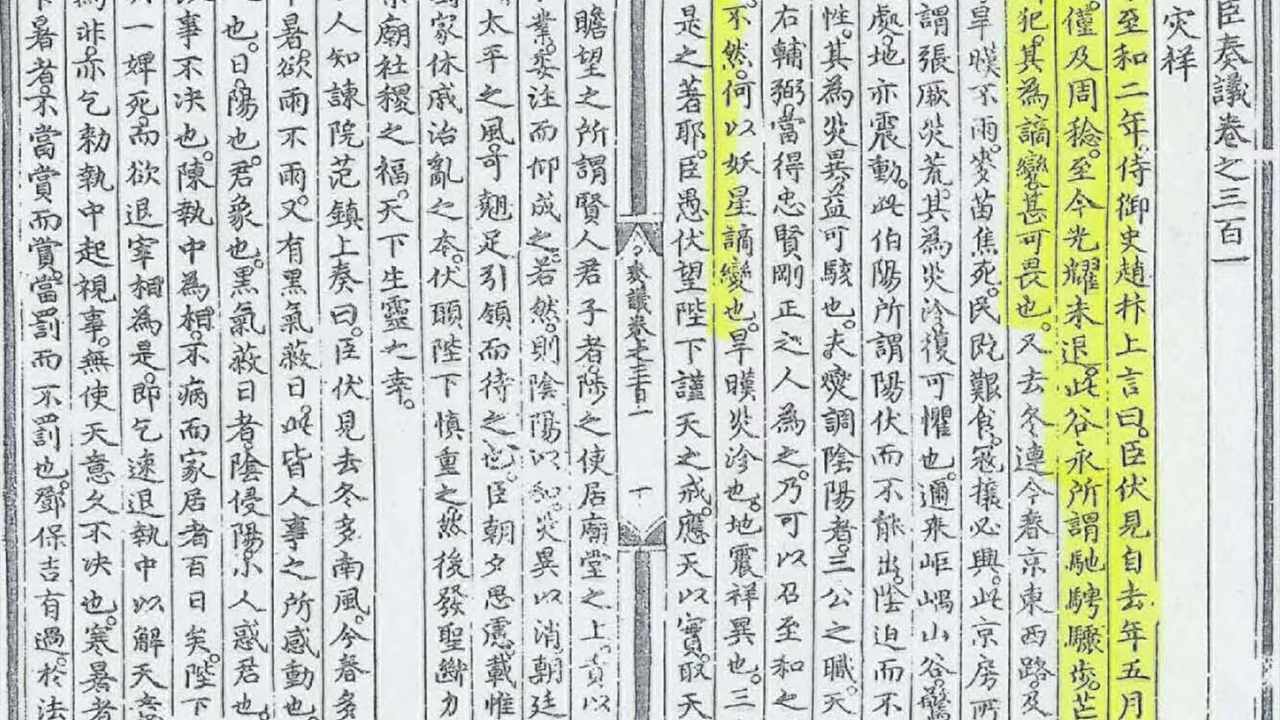 臣奏議卷之三百一
灾祥
至和二年侍御史趙抃上言曰。臣伏見自去年五月
僅及周稔。至今光耀未退。此谷永所謂馳騁驟步。芒
犯。其為謫變甚可畏也。又去冬連今春京東西路及
旱暵不雨。麥苗焦死。民旣艱食。寇攘必興。此京房所
謂張厥灾荒。其為灾沴復可懼也。邇来岠嵎山谷驚
處。地亦震動。此伯陽所謂陽伏而不能出。陰迫而不
性。其為灾異益可駭也。夫燮調陰陽者。三公之職。天
右輔弼。當得忠賢剛正之人為之。乃可以召至和之
不然。何以妖星謫變也。旱暵灾沴也。地震祥異也。三
是之著耶。臣愚伏望陛下謹天之戒。應天以實。取天
奏議卷之三百一 十
瞻望之所謂賢人君子者。陟之使居廟堂之上。責以
業。委注而仰成之。若然。則陰陽以和。灾異以消。朝廷
太平之風。可翹足引領而待之也。臣朝夕思慮。載惟
家休戚治亂之本。伏願陛下慎重之。然後發聖斷力
廟社稷之福。天下生靈之幸。
人知諫院范鎮上奏曰。臣伏見去冬多南風。今春多
暑。欲雨不雨。又有黑氣蔽日。此皆人事之所感動也。
也。日。陽也。君象也。黑氣蔽日者。陰侵陽。小人惑君也。
事不决也。陳執中為相。不病而家居者百日矣。陛下
一婢死。而欲退宰相為是。即乞速退執中以解天意
非。亦乞勑執中起視事。無使天意久不决也。寒暑者
暑者。不當賞而賞。當罰而不罰也。鄧保吉有過。於法